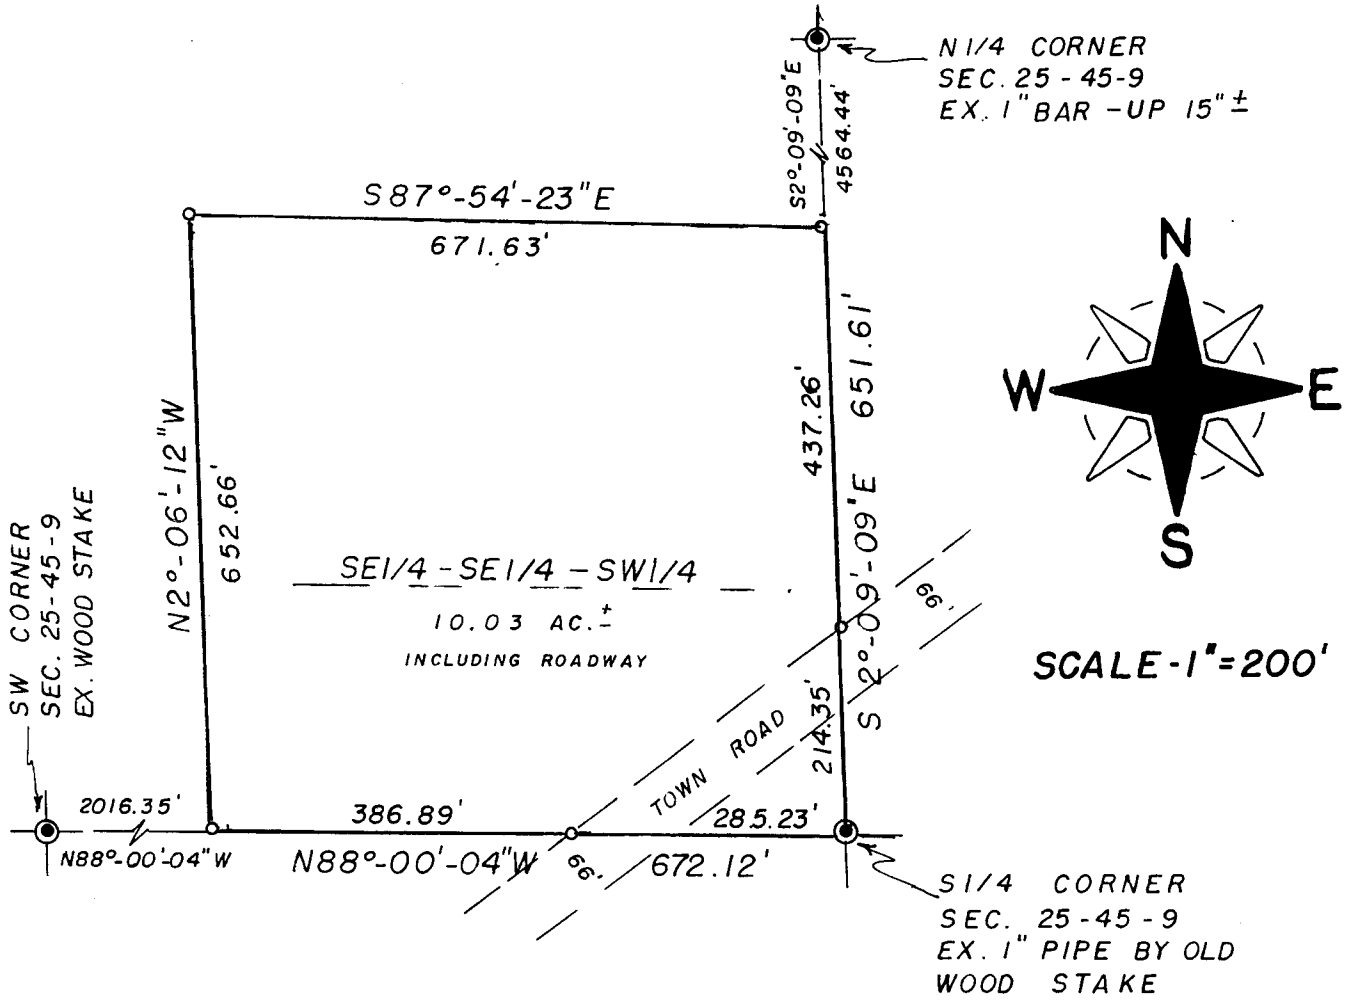 N 1/4 CORNER
SEC. 25 - 45-9
EX. 1" BAR - UP 15" ±
S2°-09'-09"E
4564.44'
S 87°-54'-23"E
671.63'
N
W
E
S
651.61'
437.26'
S 2°-09'-09"E
N2°-06'-12"W
652.66'
SE1/4 - SE1/4 - SW1/4
10.03 AC. ±
INCLUDING ROADWAY
66'
SCALE - 1" = 200'
SW CORNER
SEC. 25-45-9
EX. WOOD STAKE
214.35'
TOWN ROAD
2016.35'
386.89'
285.23'
N88°-00'-04"W
N88°-00'-04"W
66'
672.12'
S1/4 CORNER
SEC. 25-45-9
EX. 1" PIPE BY OLD
WOOD STAKE